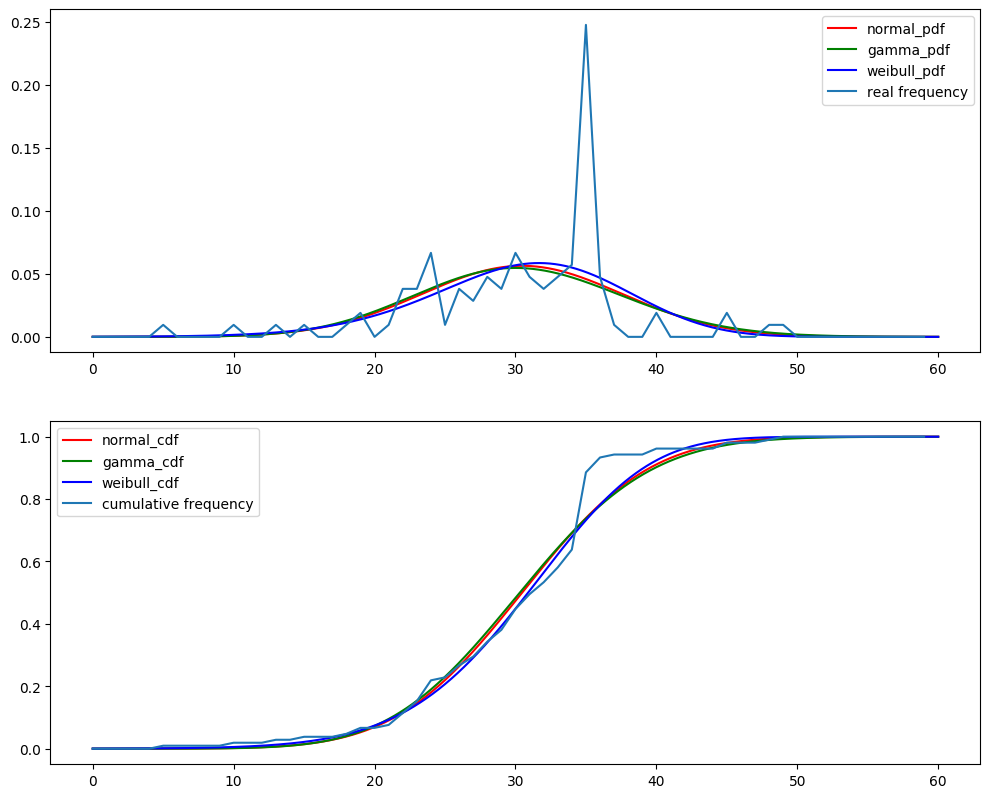 0.25
0.20
0.15
0.10
0.05
0.00
normal_pdf
gamma_pdf
weibull_pdf
real frequency
0 10 20 30 40 50 60
1.0
0.8
0.6
0.4
0.2
0.0
normal_cdf
gamma_cdf
weibull_cdf
cumulative frequency
0 10 20 30 40 50 60